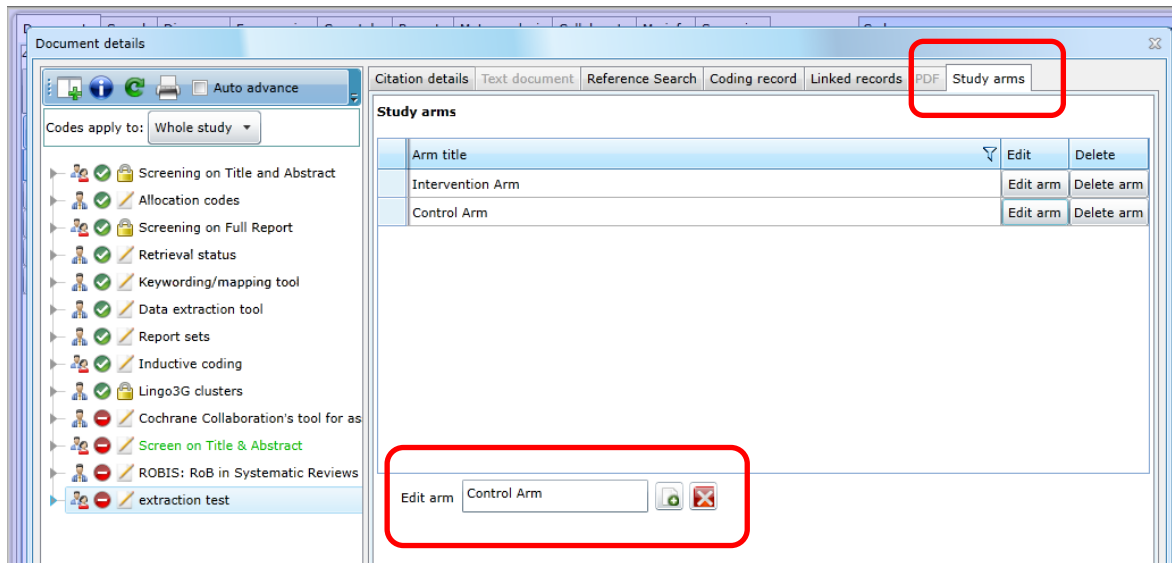 Document details
Auto advance
Codes apply to: Whole study
Screening on Title and Abstract
Allocation codes
Screening on Full Report
Retrieval status
Keywording/mapping tool
Data extraction tool
Report sets
Inductive coding
Lingo3G clusters
Cochrane Collaboration's tool for as
Screen on Title & Abstract
ROBIS: RoB in Systematic Reviews
extraction test
Citation details Text document Reference Search Coding record Linked records PDF Study arms
Study arms
Arm title Edit Delete
Intervention Arm Edit arm Delete arm
Control Arm Edit arm Delete arm
Edit arm Control Arm